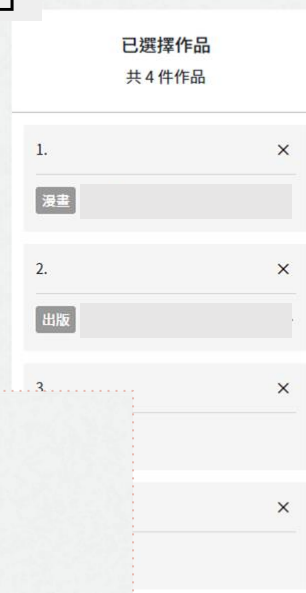 已選擇作品
共 4 件作品
1. ×
漫畫
2. ×
出版
3. ×
×